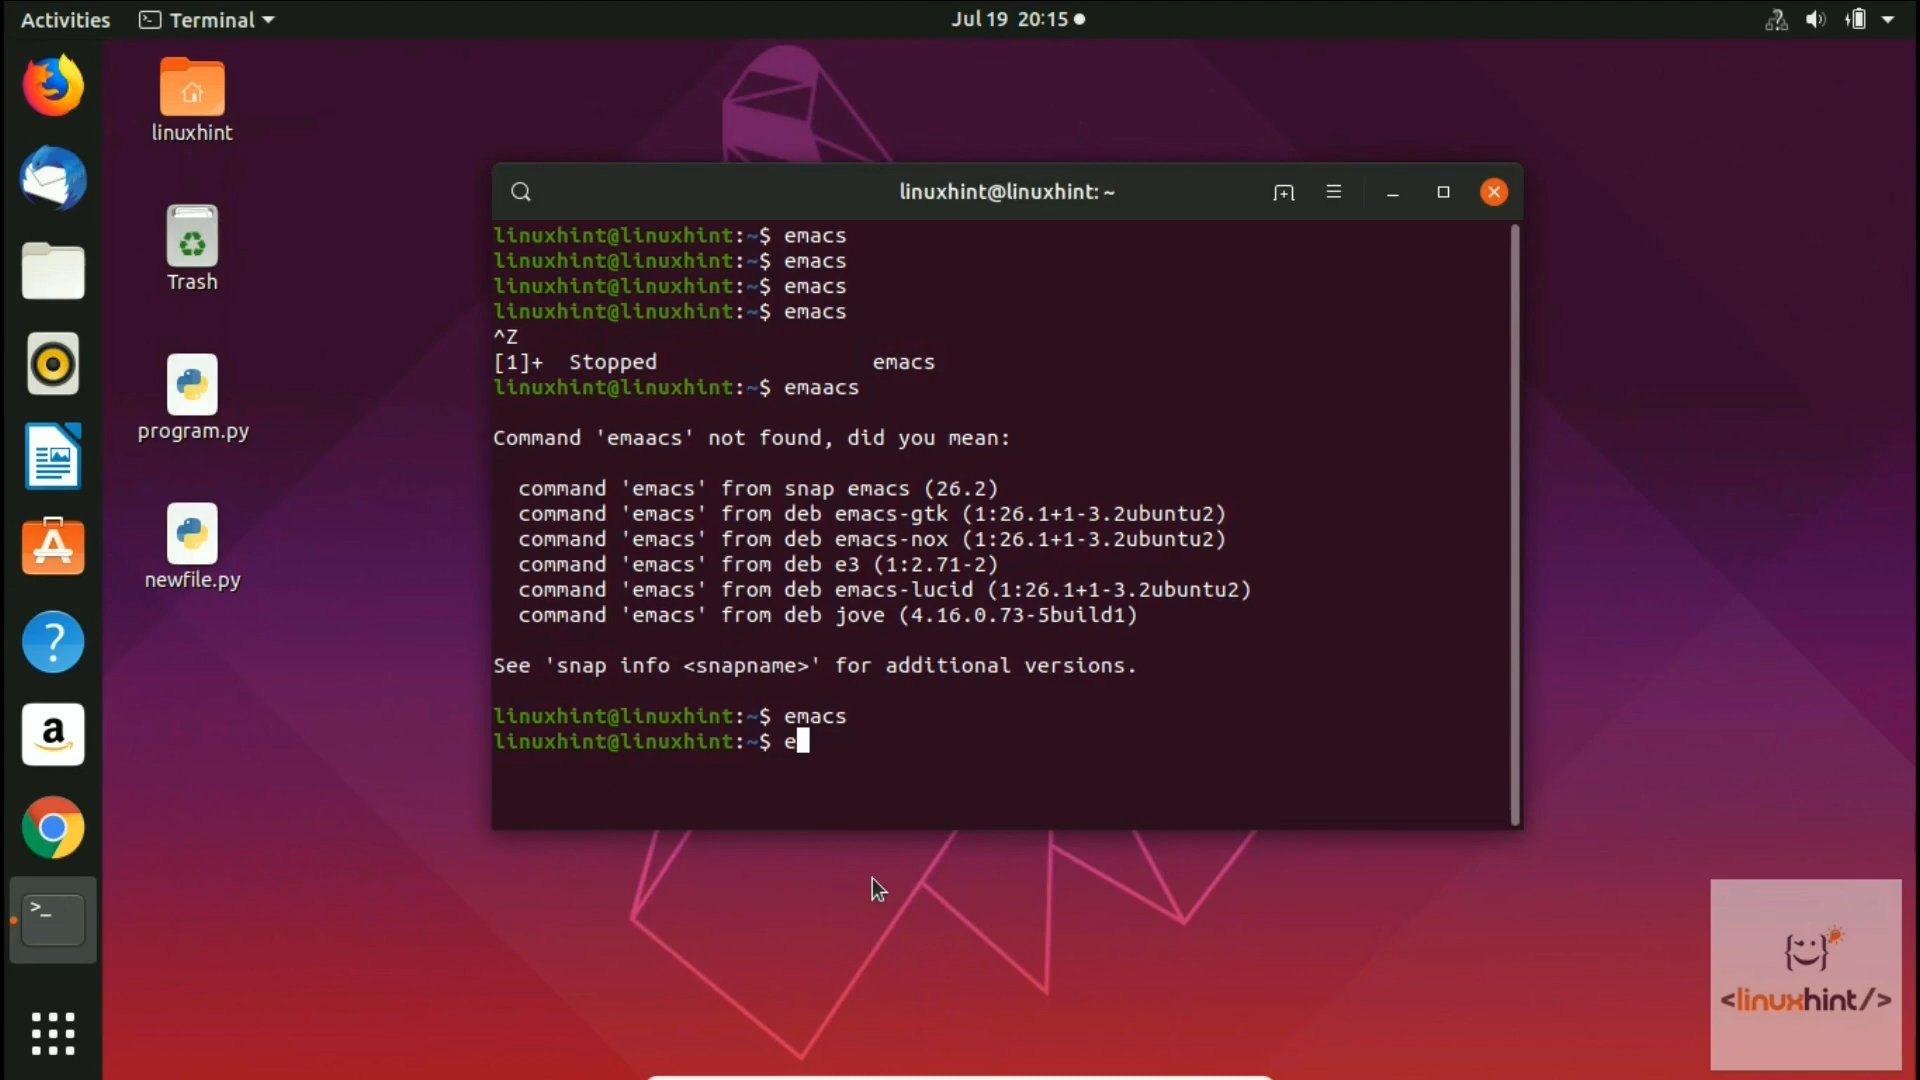 Activities
Terminal
Jul 19 20:15
linuxhint
Trash
program.py
newfile.py
linuxhint@linuxhint: ~
linuxhint@linuxhint:~$ emacs
linuxhint@linuxhint:~$ emacs
linuxhint@linuxhint:~$ emacs
linuxhint@linuxhint:~$ emacs
^Z
[1]+  Stopped                 emacs
linuxhint@linuxhint:~$ emaacs
Command 'emaacs' not found, did you mean:
command 'emacs' from snap emacs (26.2)
command 'emacs' from deb emacs-gtk (1:26.1+1-3.2ubuntu2)
command 'emacs' from deb emacs-nox (1:26.1+1-3.2ubuntu2)
command 'emacs' from deb e3 (1:2.71-2)
command 'emacs' from deb emacs-lucid (1:26.1+1-3.2ubuntu2)
command 'emacs' from deb jove (4.16.0.73-5build1)
See 'snap info <snapname>' for additional versions.
linuxhint@linuxhint:~$ emacs
linuxhint@linuxhint:~$ e
<linuxhint/>